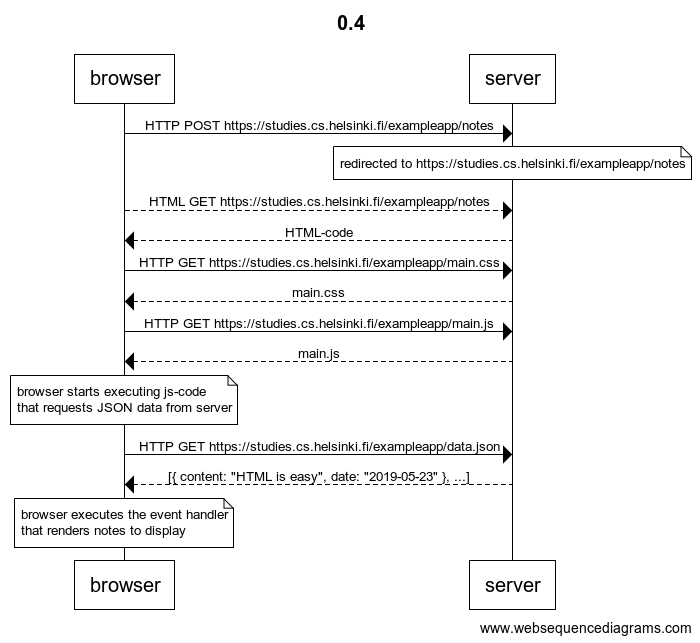 0.4
browser
server
HTTP POST https://studies.cs.helsinki.fi/exampleapp/notes
redirected to https://studies.cs.helsinki.fi/exampleapp/notes
HTML GET https://studies.cs.helsinki.fi/exampleapp/notes
HTML-code
HTTP GET https://studies.cs.helsinki.fi/exampleapp/main.css
main.css
HTTP GET https://studies.cs.helsinki.fi/exampleapp/main.js
main.js
browser starts executing js-code
that requests JSON data from server
HTTP GET https://studies.cs.helsinki.fi/exampleapp/data.json
[{ content: "HTML is easy", date: "2019-05-23" }, ...]
browser executes the event handler
that renders notes to display
browser
server
www.websequencediagrams.com